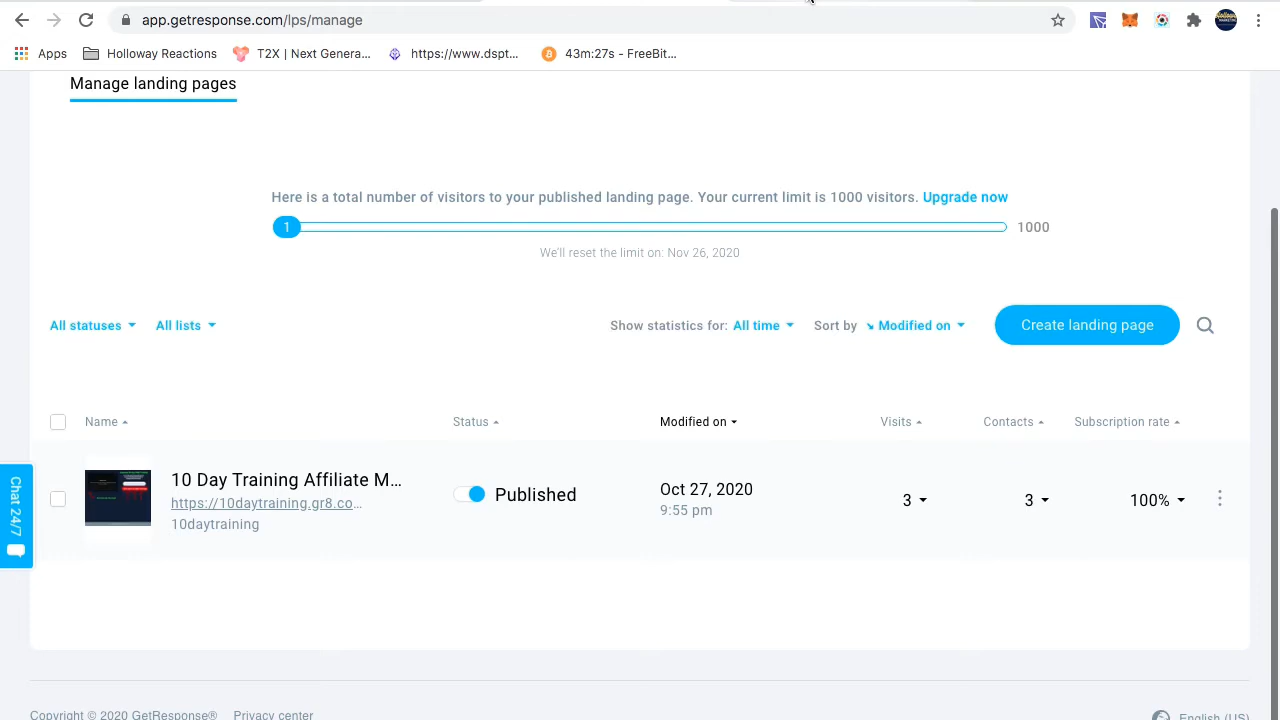 app.getresponse.com/lps/manage
Apps
Holloway Reactions
T2X | Next Genera...
https://www.dspt...
43m:27s - FreeBit...
Manage landing pages
Here is a total number of visitors to your published landing page. Your current limit is 1000 visitors. Upgrade now
1
1000
We'll reset the limit on: Nov 26, 2020
All statuses
All lists
Show statistics for: All time
Sort by
Modified on
Create landing page
Name
Status
Modified on
Visits
Contacts
Subscription rate
10 Day Training Affiliate M...
https://10daytraining.gr8.co...
10daytraining
Published
Oct 27, 2020
9:55 pm
3
3
100%
Chat 24/7
Copyright © 2020 GetResponse®
Privacy center
English (US)